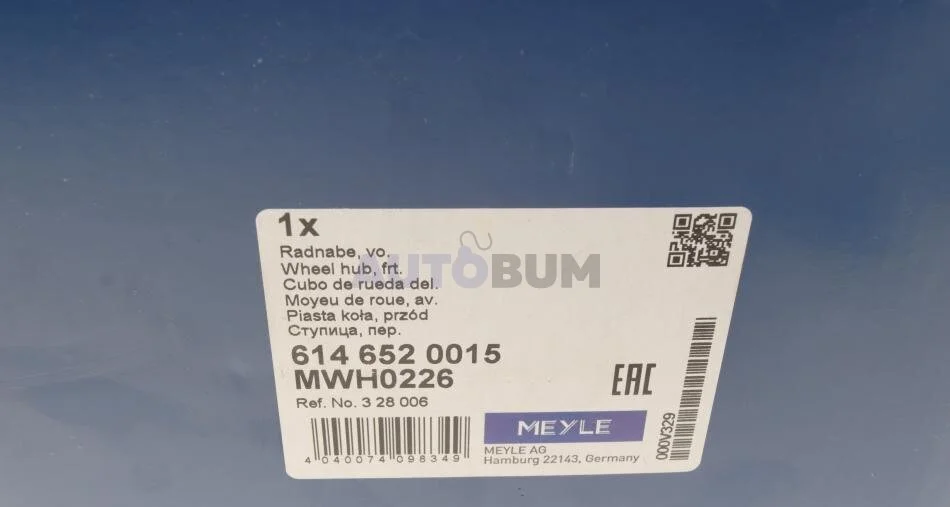 1x
Radnabe, vo.
Wheel hub, frt.
Cubo de rueda del.
Moyeu de roue, av.
Piasta koła, przód
Ступица, пер.
AUTOBUM
614 652 0015
MWH0226
Ref. No. 3 28 006
EAC
4 040074 098349
MEYLE
MEYLE AG
Hamburg 22143, Germany
000V329